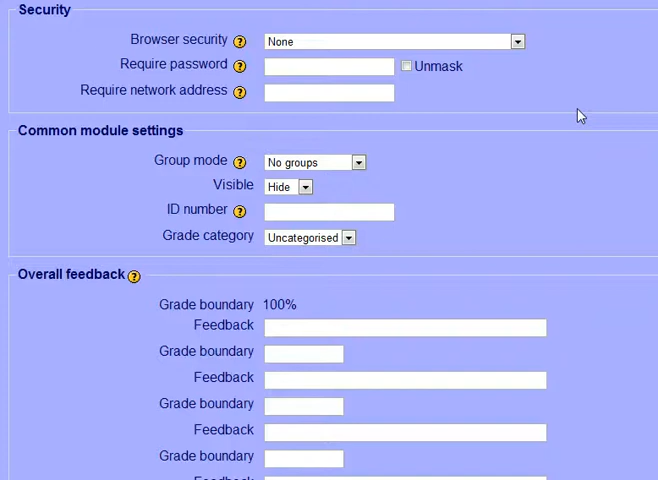 Security
Browser security ? None
Require password ? Unmask
Require network address ?
Common module settings
Group mode ? No groups
Visible Hide
ID number ?
Grade category Uncategorised
Overall feedback ?
Grade boundary 100%
Feedback
Grade boundary
Feedback
Grade boundary
Feedback
Grade boundary
Feedback